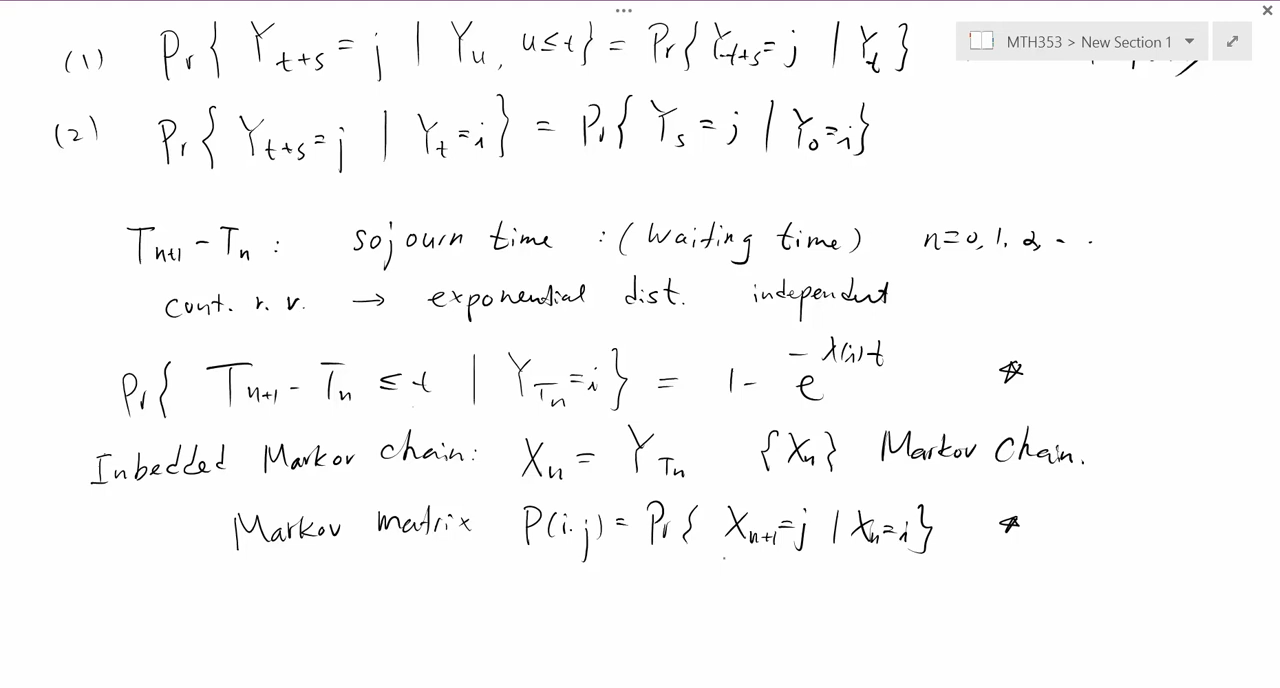 (1) Pr{ Y_{t+s} = j | Y_u, u ≤ t } = Pr{ Y_{t+s} = j | Y_t }
MTH353 > New Section 1
(2) Pr{ Y_{t+s} = j | Y_t = i } = Pr{ Y_s = j | Y_0 = i }
T_{n+1} - T_n : sojourn time : (Waiting time) n = 0, 1, 2, - ..
cont. r. v. → exponential dist. independent
Pr{ T_{n+1} - T_n ≤ t | Y_{T_n} = i } = 1 - e^{-λ(i)t} ☆
Inbedded Markov chain: X_n = Y_{T_n} {X_n} Markov Chain.
Markov matrix P(i.j) = Pr{ X_{n+1} = j | X_n = i } ☆